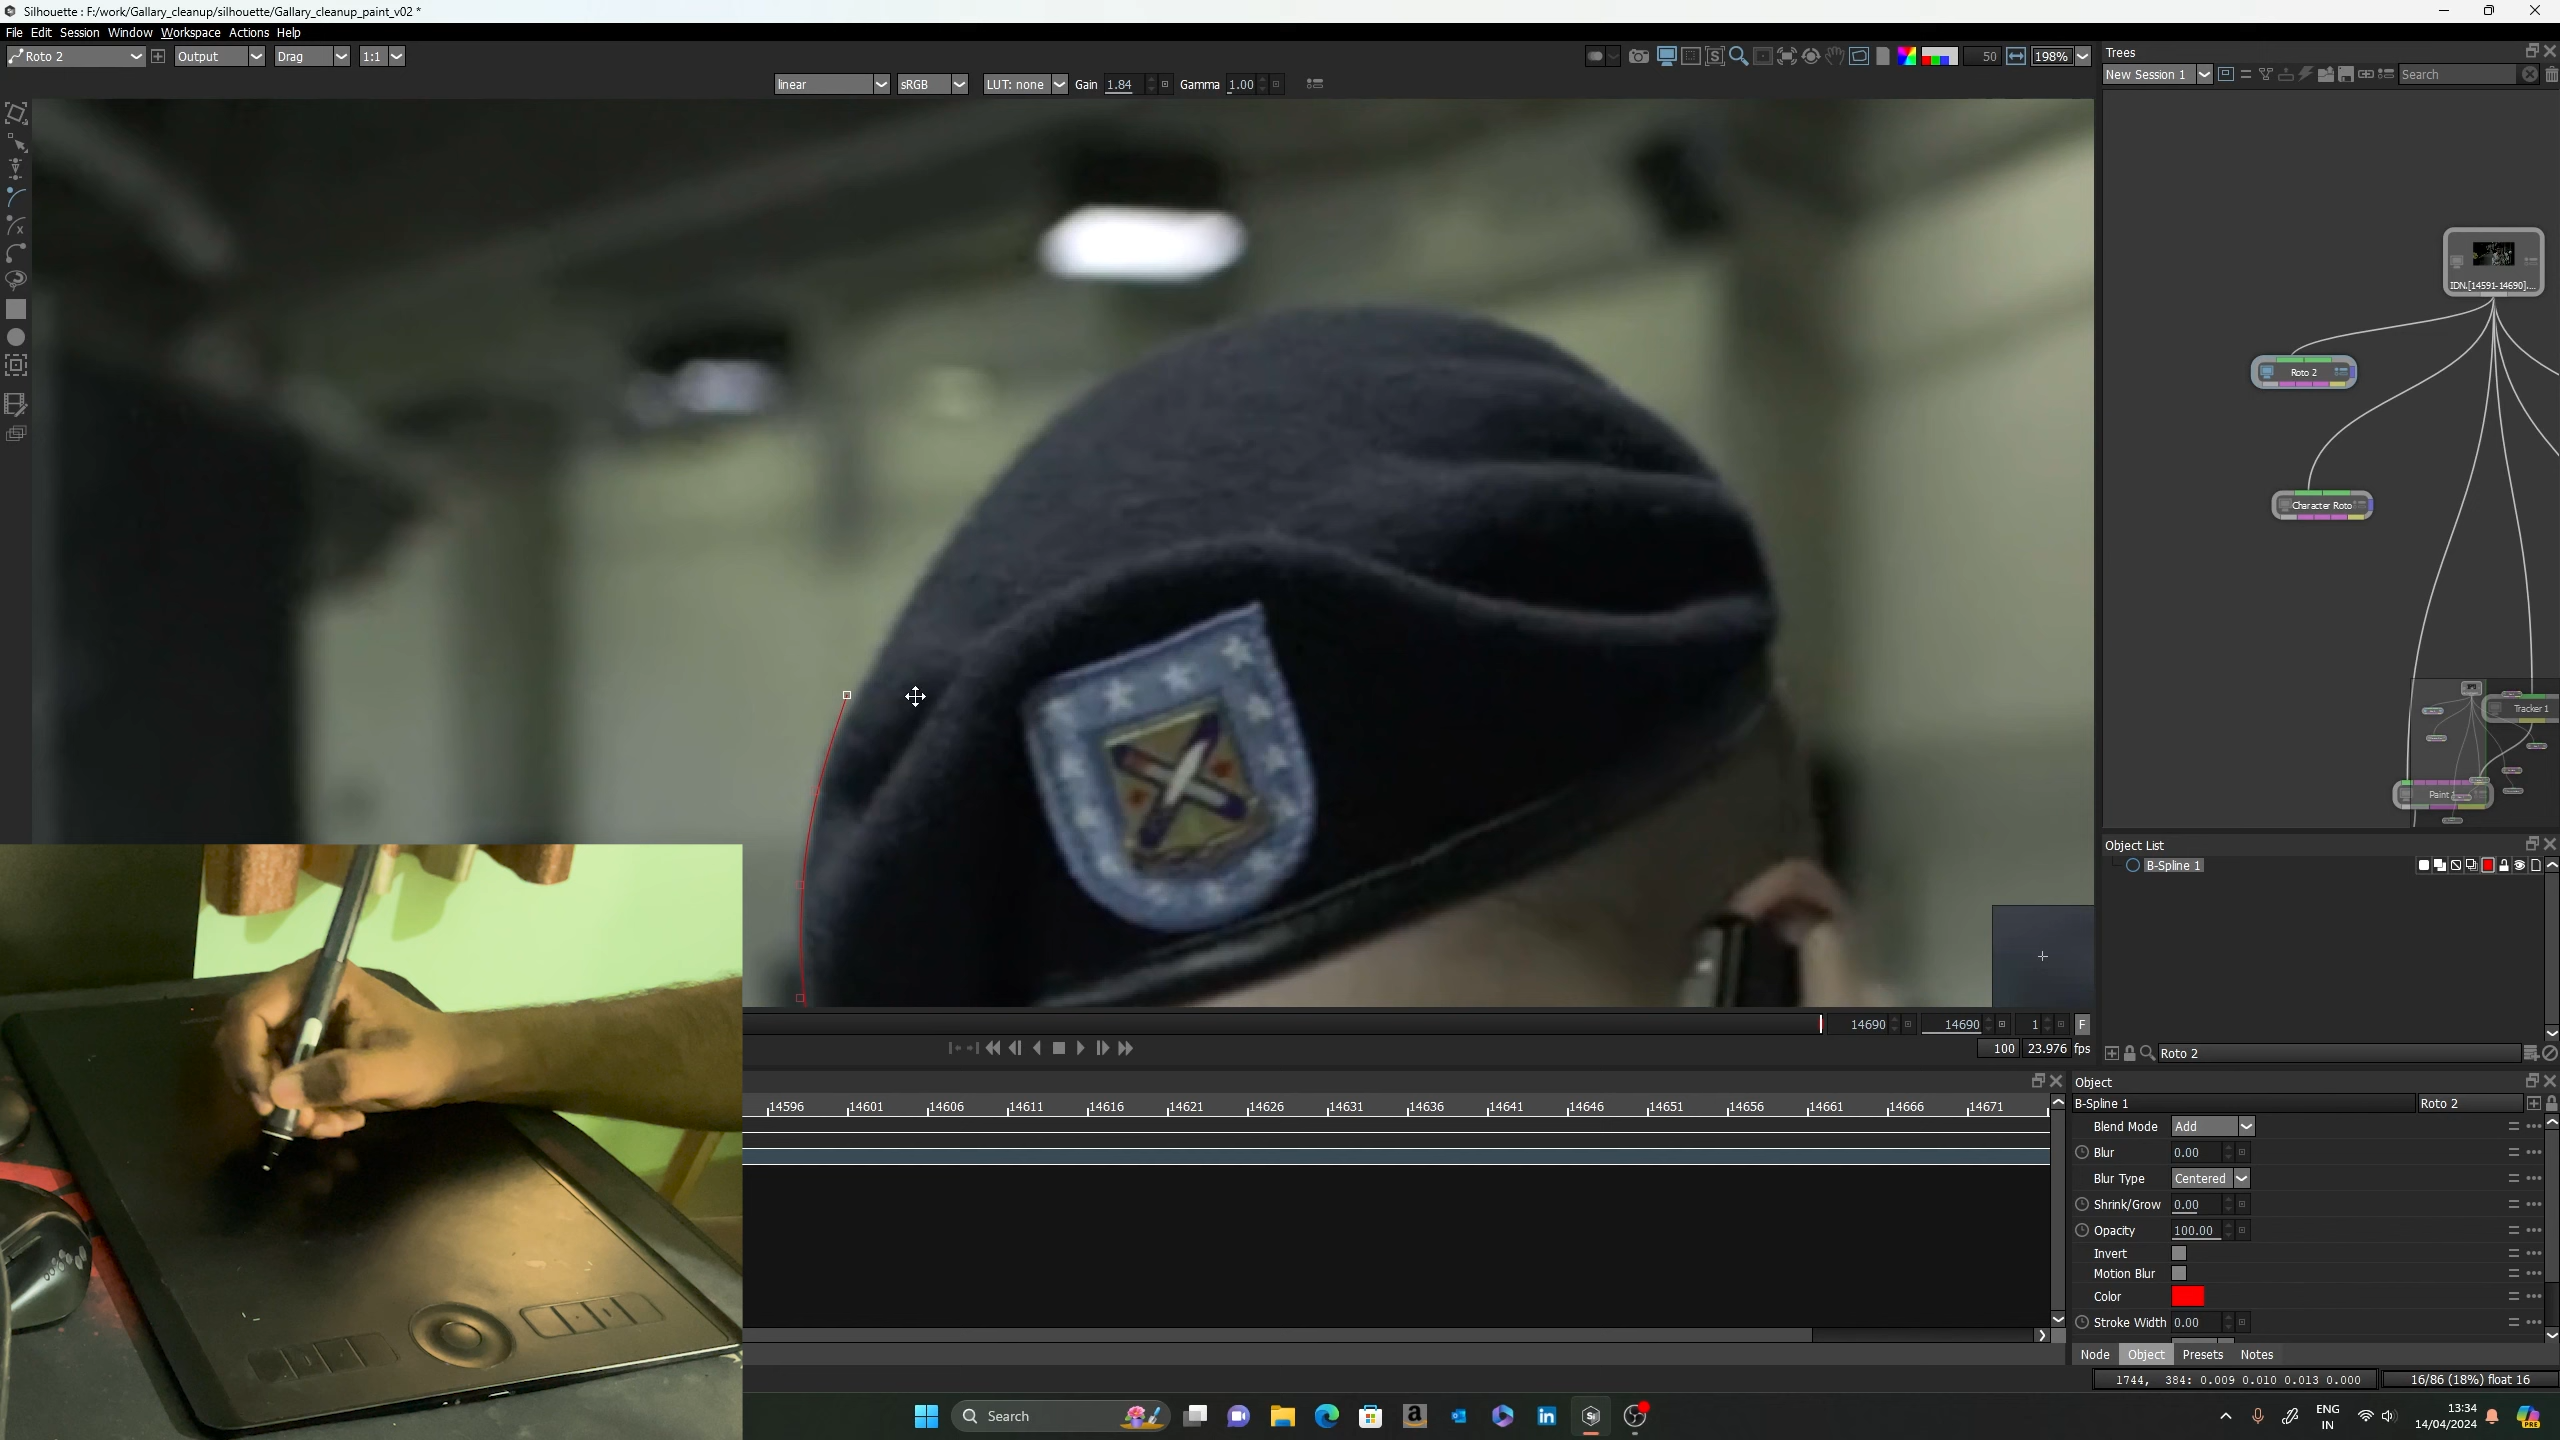 Silhouette : F:/work/Gallary_cleanup/silhouette/Gallary_cleanup_paint_v02 *
File Edit Session Window Workspace Actions Help
Roto 2 Output Drag 1:1 50 198%
linear sRGB LUT: none Gain 1.84 Gamma 1.00
Trees
New Session 1 Search
IDN.[14591-14690]....
Roto 2
Character Roto
Tracker 1
Paint
Object List
B-Spline 1
14690 14690 1 F
100 23.976 fps
Roto 2
Object
B-Spline 1 Roto 2
14596 14601 14606 14611 14616 14621 14626 14631 14636 14641 14646 14651 14656 14661 14666 14671
Blend Mode Add
Blur 0.00
Blur Type Centered
Shrink/Grow 0.00
Opacity 100.00
Invert
Motion Blur
Color
Stroke Width 0.00
Node Object Presets Notes
1744, 384: 0.009 0.010 0.013 0.000 16/86 (18%) float 16
Search
ENG
IN
13:34
14/04/2024